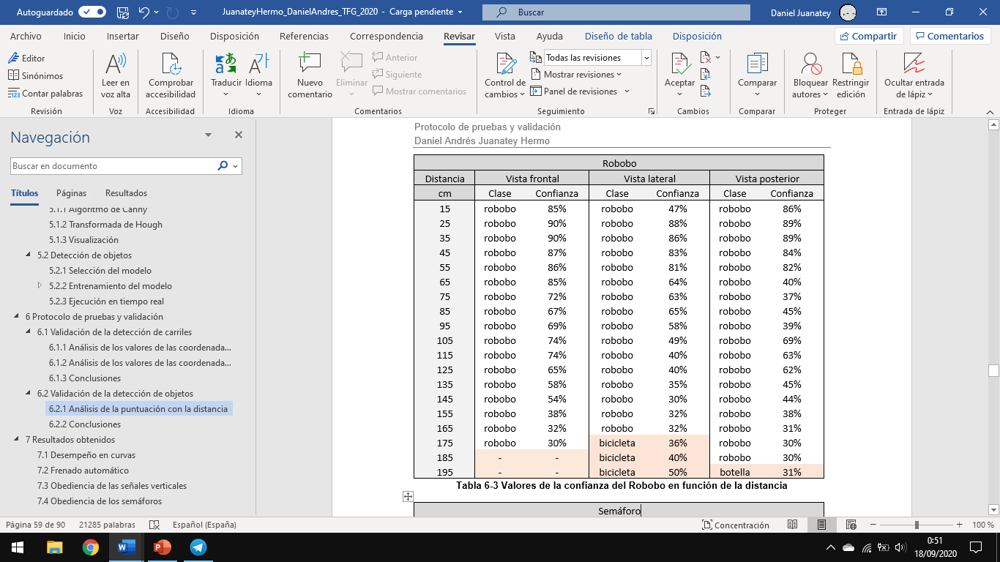 Autoguardado JuanateyHermo_DanielAndres_TFG_2020 - Carga pendiente Buscar Daniel Juanatey
Archivo Inicio Insertar Diseño Disposición Referencias Correspondencia Revisar Vista Ayuda Diseño de tabla Disposición Compartir Comentarios
Editor
Sinónimos
Contar palabras
Revisión
Leer en voz alta
Voz
Comprobar accesibilidad
Accesibilidad
Traducir Idioma
Idioma
Nuevo comentario
Eliminar
Anterior
Siguiente
Mostrar comentarios
Comentarios
Control de cambios
Todas las revisiones
Mostrar revisiones
Panel de revisiones
Seguimiento
Aceptar
Cambios
Comparar
Comparar
Bloquear autores
Restringir edición
Proteger
Ocultar entrada de lápiz
Entrada de lápiz
Navegación
Buscar en documento
Títulos Páginas Resultados
5.1.1 Algoritmo de Canny
5.1.2 Transformada de Hough
5.1.3 Visualización
5.2 Detección de objetos
5.2.1 Selección del modelo
5.2.2 Entrenamiento del modelo
5.2.3 Ejecución en tiempo real
6 Protocolo de pruebas y validación
6.1 Validación de la detección de carriles
6.1.1 Análisis de los valores de las coordenada...
6.1.2 Análisis de los valores de las coordenada...
6.1.3 Conclusiones
6.2 Validación de la detección de objetos
6.2.1 Análisis de la puntuación con la distancia
6.2.2 Conclusiones
7 Resultados obtenidos
7.1 Desempeño en curvas
7.2 Frenado automático
7.3 Obediencia de las señales verticales
7.4 Obediencia de los semáforos
Protocolo de pruebas y validación
Daniel Andrés Juanatey Hermo
Robobo
Distancia Vista frontal Vista lateral Vista posterior
cm Clase Confianza Clase Confianza Clase Confianza
15 robobo 85% robobo 47% robobo 86%
25 robobo 90% robobo 88% robobo 89%
35 robobo 90% robobo 86% robobo 89%
45 robobo 87% robobo 83% robobo 84%
55 robobo 86% robobo 81% robobo 82%
65 robobo 85% robobo 64% robobo 40%
75 robobo 72% robobo 63% robobo 37%
85 robobo 67% robobo 65% robobo 45%
95 robobo 69% robobo 58% robobo 39%
105 robobo 74% robobo 49% robobo 69%
115 robobo 74% robobo 40% robobo 63%
125 robobo 65% robobo 40% robobo 62%
135 robobo 58% robobo 35% robobo 45%
145 robobo 54% robobo 30% robobo 44%
155 robobo 38% robobo 32% robobo 38%
165 robobo 32% robobo 32% robobo 31%
175 robobo 30% bicicleta 36% robobo 30%
185 - - bicicleta 40% robobo 30%
195 - - bicicleta 50% botella 31%
Tabla 6-3 Valores de la confianza del Robobo en función de la distancia
Semáforo
Página 59 de 90 21285 palabras Español (España) Concentración 100 %
0:51
18/09/2020